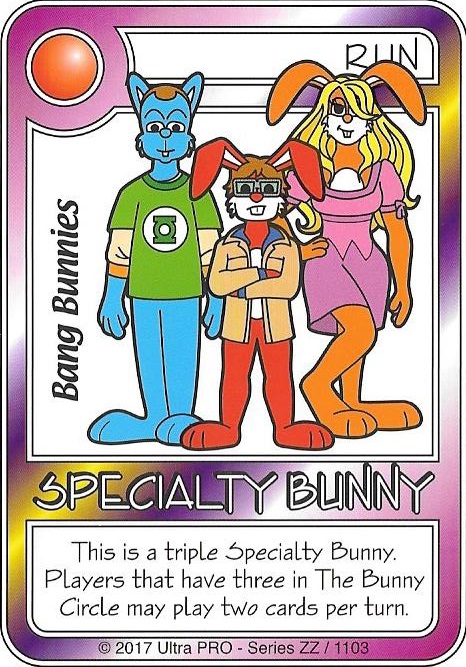 RUN
Bang Bunnies
SPECIALTY BUNNY
This is a triple Specialty Bunny.
Players that have three in The Bunny
Circle may play two cards per turn.
© 2017 Ultra PRO - Series ZZ / 1103